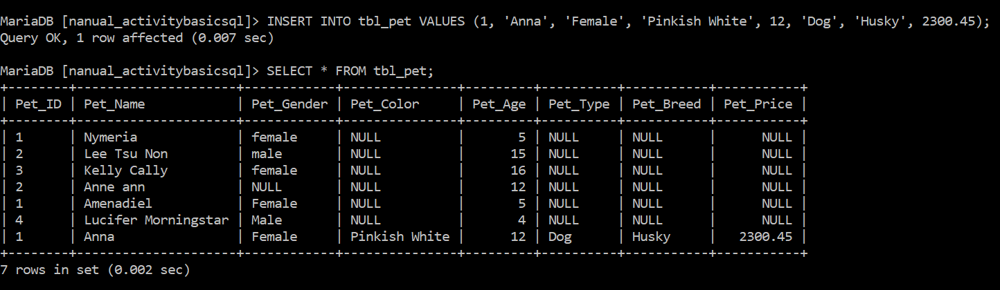 MariaDB [nanual_activitybasicsql]> INSERT INTO tbl_pet VALUES (1, 'Anna', 'Female', 'Pinkish White', 12, 'Dog', 'Husky', 2300.45);
Query OK, 1 row affected (0.007 sec)

MariaDB [nanual_activitybasicsql]> SELECT * FROM tbl_pet;
+--------+---------------------+------------+---------------+---------+----------+-----------+-----------+
| Pet_ID | Pet_Name            | Pet_Gender | Pet_Color     | Pet_Age | Pet_Type | Pet_Breed | Pet_Price |
+--------+---------------------+------------+---------------+---------+----------+-----------+-----------+
| 1      | Nymeria             | female     | NULL          |       5 | NULL     | NULL      |      NULL |
| 2      | Lee Tsu Non         | male       | NULL          |      15 | NULL     | NULL      |      NULL |
| 3      | Kelly Cally         | female     | NULL          |      16 | NULL     | NULL      |      NULL |
| 2      | Anne ann            | NULL       | NULL          |      12 | NULL     | NULL      |      NULL |
| 1      | Amenadiel           | Female     | NULL          |       5 | NULL     | NULL      |      NULL |
| 4      | Lucifer Morningstar | Male       | NULL          |       4 | NULL     | NULL      |      NULL |
| 1      | Anna                | Female     | Pinkish White |      12 | Dog      | Husky     |   2300.45 |
+--------+---------------------+------------+---------------+---------+----------+-----------+-----------+
7 rows in set (0.002 sec)